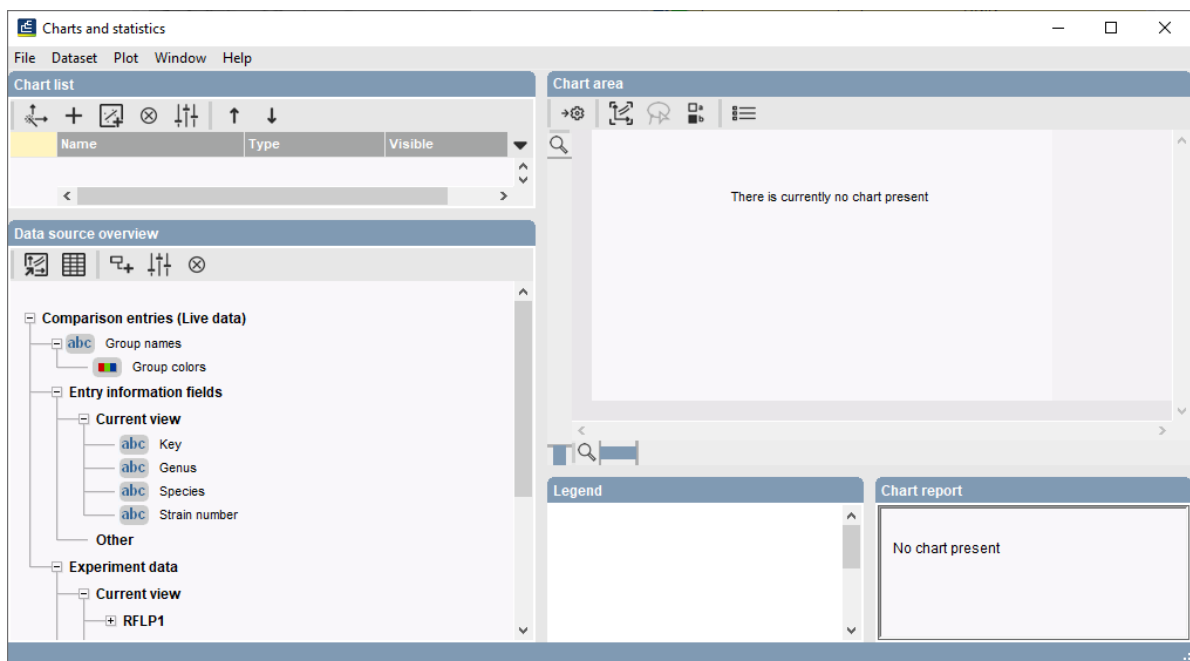 Charts and statistics
File Dataset Plot Window Help
Chart list
Name Type Visible
Data source overview
Comparison entries (Live data)
abc Group names
Group colors
Entry information fields
Current view
abc Key
abc Genus
abc Species
abc Strain number
Other
Experiment data
Current view
RFLP1
Chart area
a
b
There is currently no chart present
Legend
Chart report
No chart present